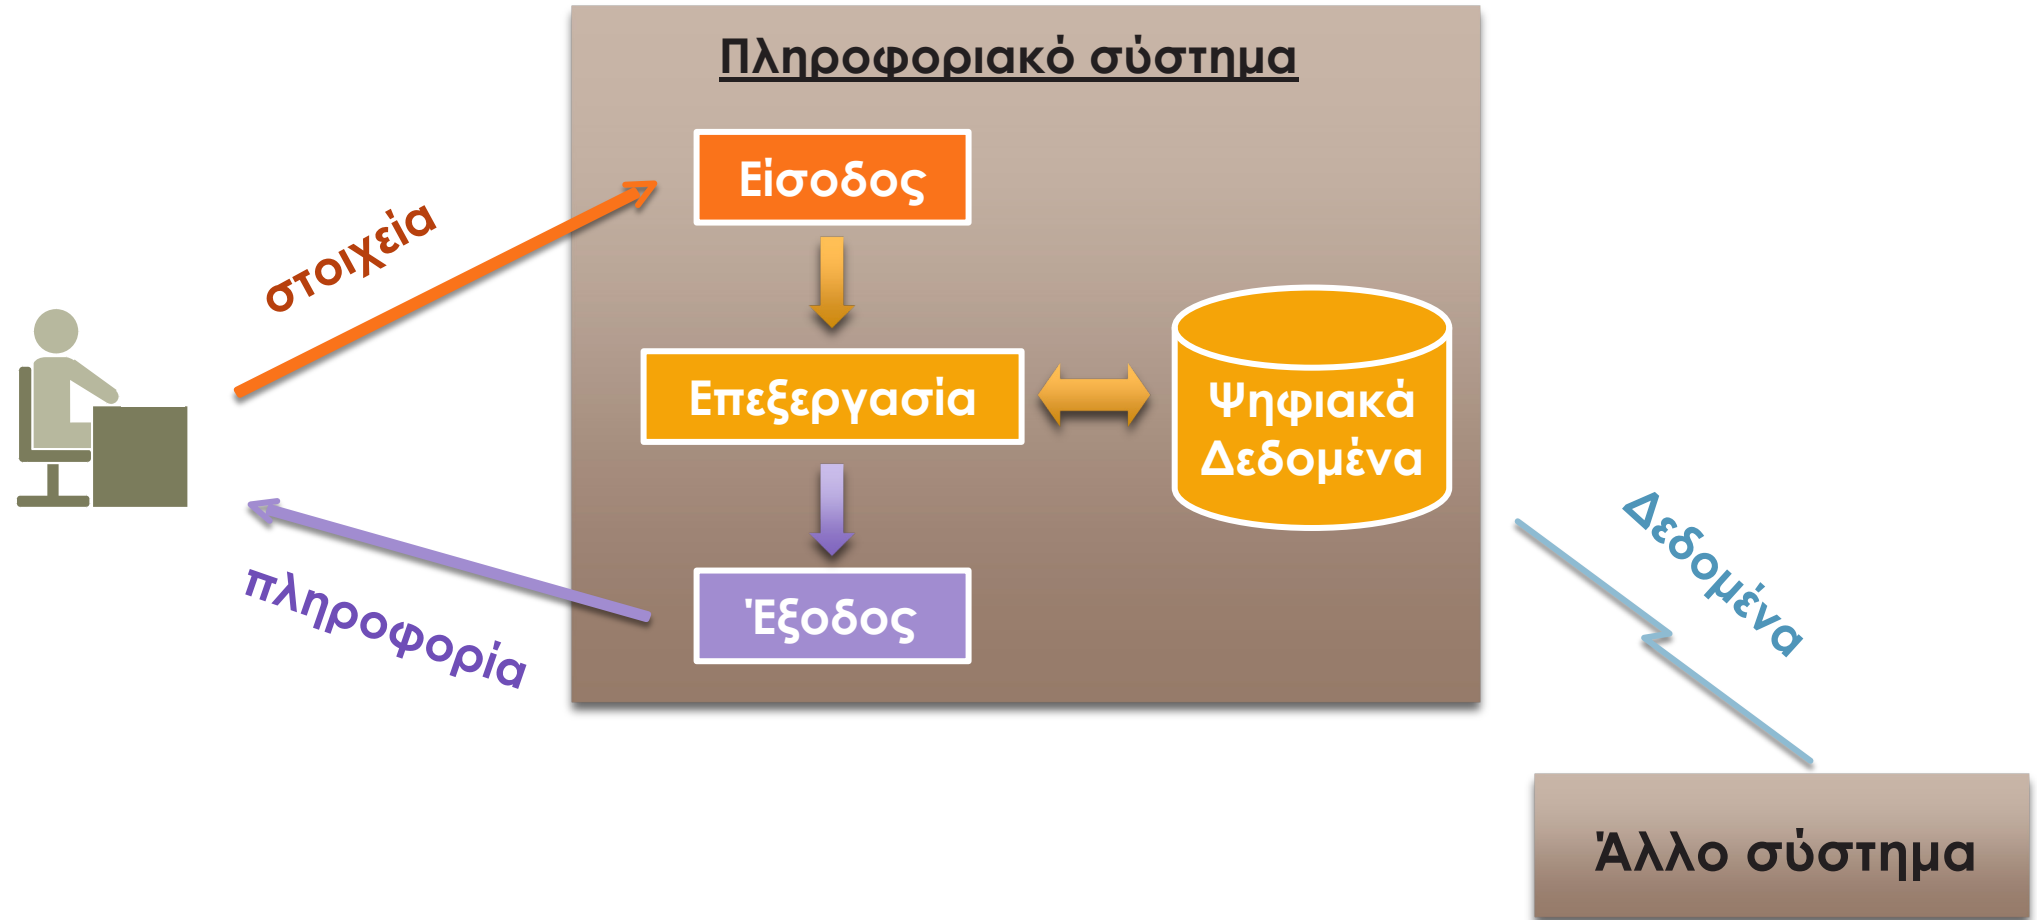 Πληροφοριακό σύστημα
Είσοδος
στοιχεία
Επεξεργασία
Ψηφιακά
Δεδομένα
Έξοδος
πληροφορία
Δεδομένα
Άλλο σύστημα